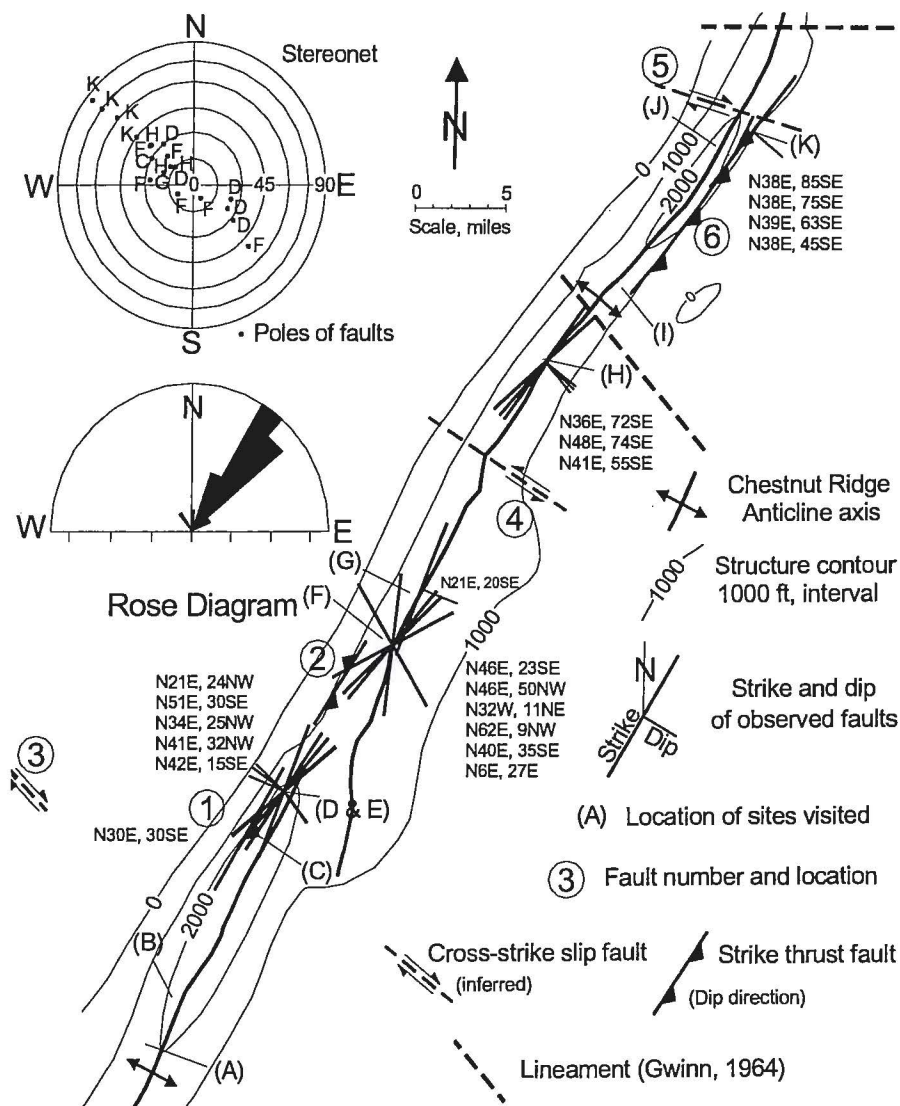 N
Stereonet
K
K
K
K
H
D
E
F
C
H
H
F
D
G
F
F
D
D
D
F
W
0
45
90
E
S
• Poles of faults
N
0
5
Scale, miles
5
(J)
(K)
0
1000
2000
N38E, 85SE
N38E, 75SE
N39E, 63SE
N38E, 45SE
6
0
(I)
(H)
N36E, 72SE
N48E, 74SE
N41E, 55SE
4
N
W
E
Rose Diagram
(G)
(F)
N21E, 20SE
1000
2
N21E, 24NW
N51E, 30SE
N34E, 25NW
N41E, 32NW
N42E, 15SE
N46E, 23SE
N46E, 50NW
N32W, 11NE
N62E, 9NW
N40E, 35SE
N6E, 27E
3
1
(D & E)
N30E, 30SE
(C)
0
2000
(B)
(A)
Chestnut Ridge
Anticline axis
1000
Structure contour
1000 ft, interval
N
Strike
Dip
Strike and dip
of observed faults
(A) Location of sites visited
3 Fault number and location
Cross-strike slip fault
(inferred)
Strike thrust fault
(Dip direction)
Lineament (Gwinn, 1964)